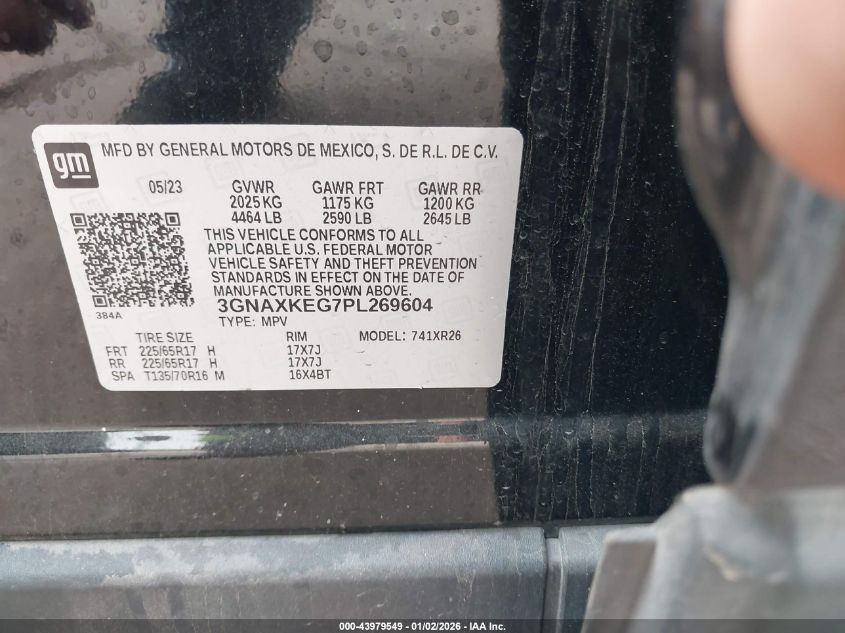 gm
MFD BY GENERAL MOTORS DE MEXICO, S. DE R.L. DE C.V.
05/23 GVWR GAWR FRT GAWR RR
2025 KG 1175 KG 1200 KG
4464 LB 2590 LB 2645 LB
THIS VEHICLE CONFORMS TO ALL
APPLICABLE U.S. FEDERAL MOTOR
VEHICLE SAFETY AND THEFT PREVENTION
STANDARDS IN EFFECT ON THE DATE OF
MANUFACTURE SHOWN ABOVE.
3GNAXKEG7PL269604
384A
TYPE: MPV
TIRE SIZE RIM MODEL: 741XR26
FRT 225/65R17 H 17X7J
RR 225/65R17 H 17X7J
SPA T135/70R16 M 16X4BT
000-43979549 - 01/02/2026 - IAA Inc.